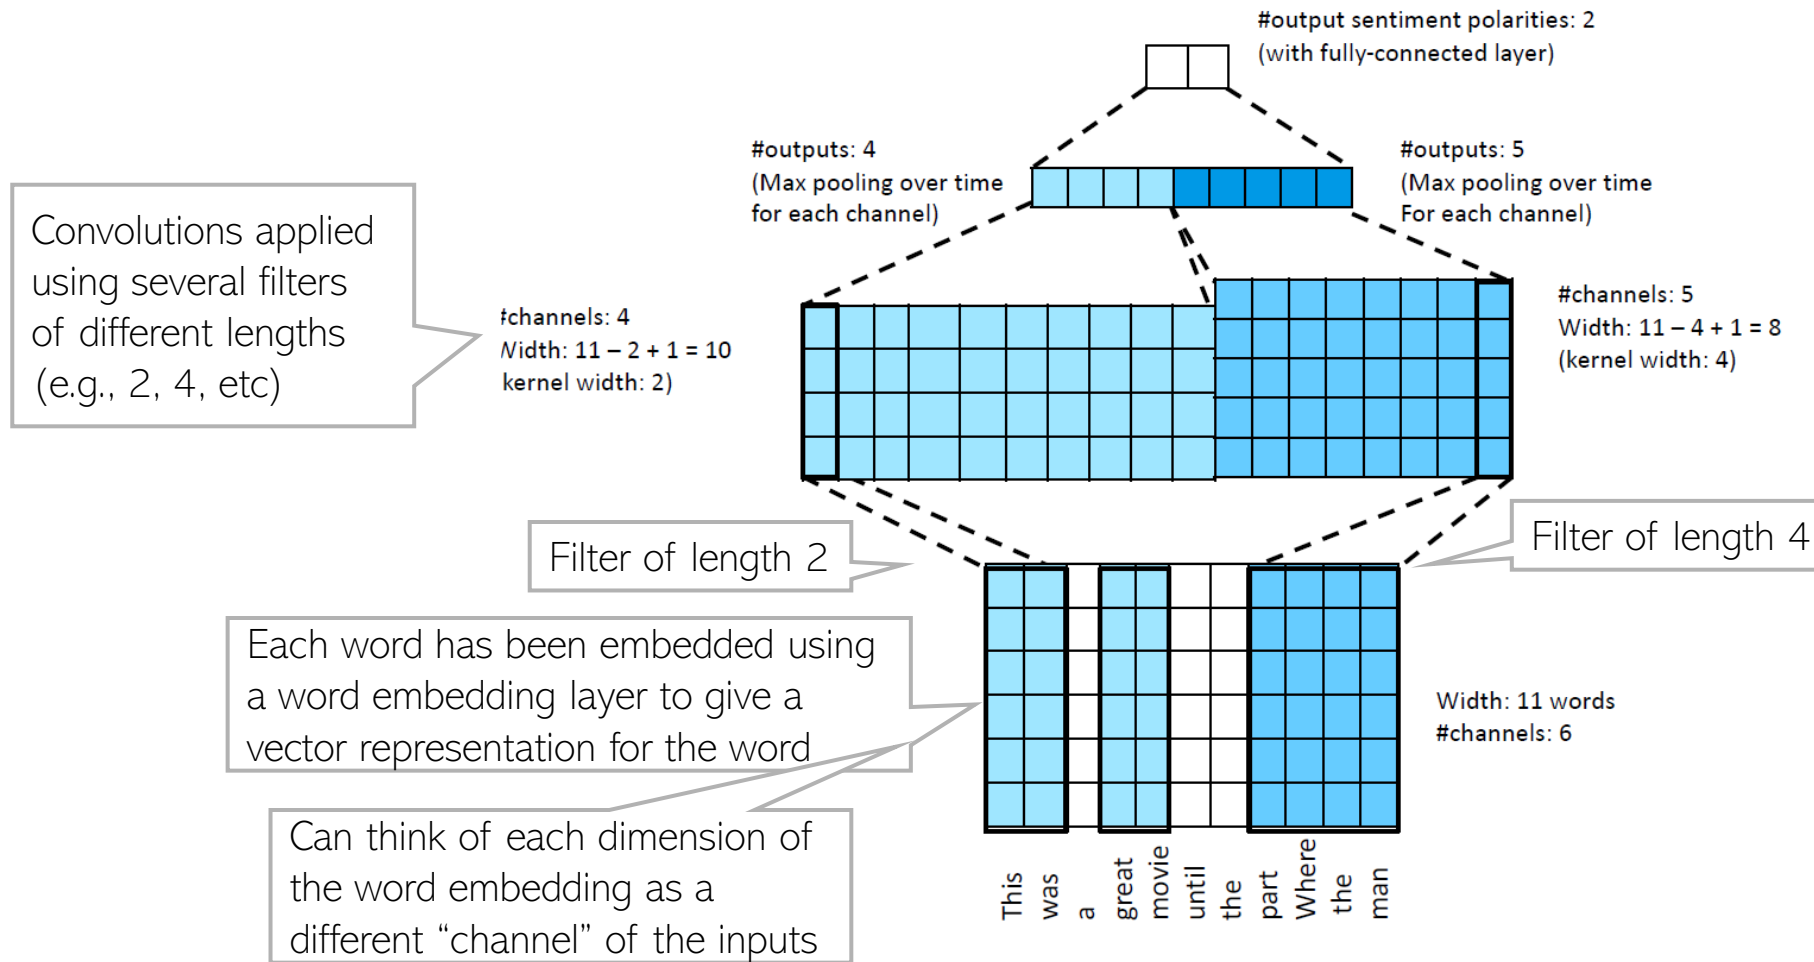 #output sentiment polarities: 2
(with fully-connected layer)
#outputs: 4
(Max pooling over time
for each channel)
#outputs: 5
(Max pooling over time
For each channel)
Convolutions applied
using several filters
of different lengths
(e.g., 2, 4, etc)
#channels: 4
Width: 11 – 2 + 1 = 10
(kernel width: 2)
#channels: 5
Width: 11 – 4 + 1 = 8
(kernel width: 4)
Filter of length 2
Filter of length 4
Each word has been embedded using
a word embedding layer to give a
vector representation for the word
Width: 11 words
#channels: 6
Can think of each dimension of
the word embedding as a
different “channel” of the inputs
This
was
a
great
movie
until
the
part
Where
the
man